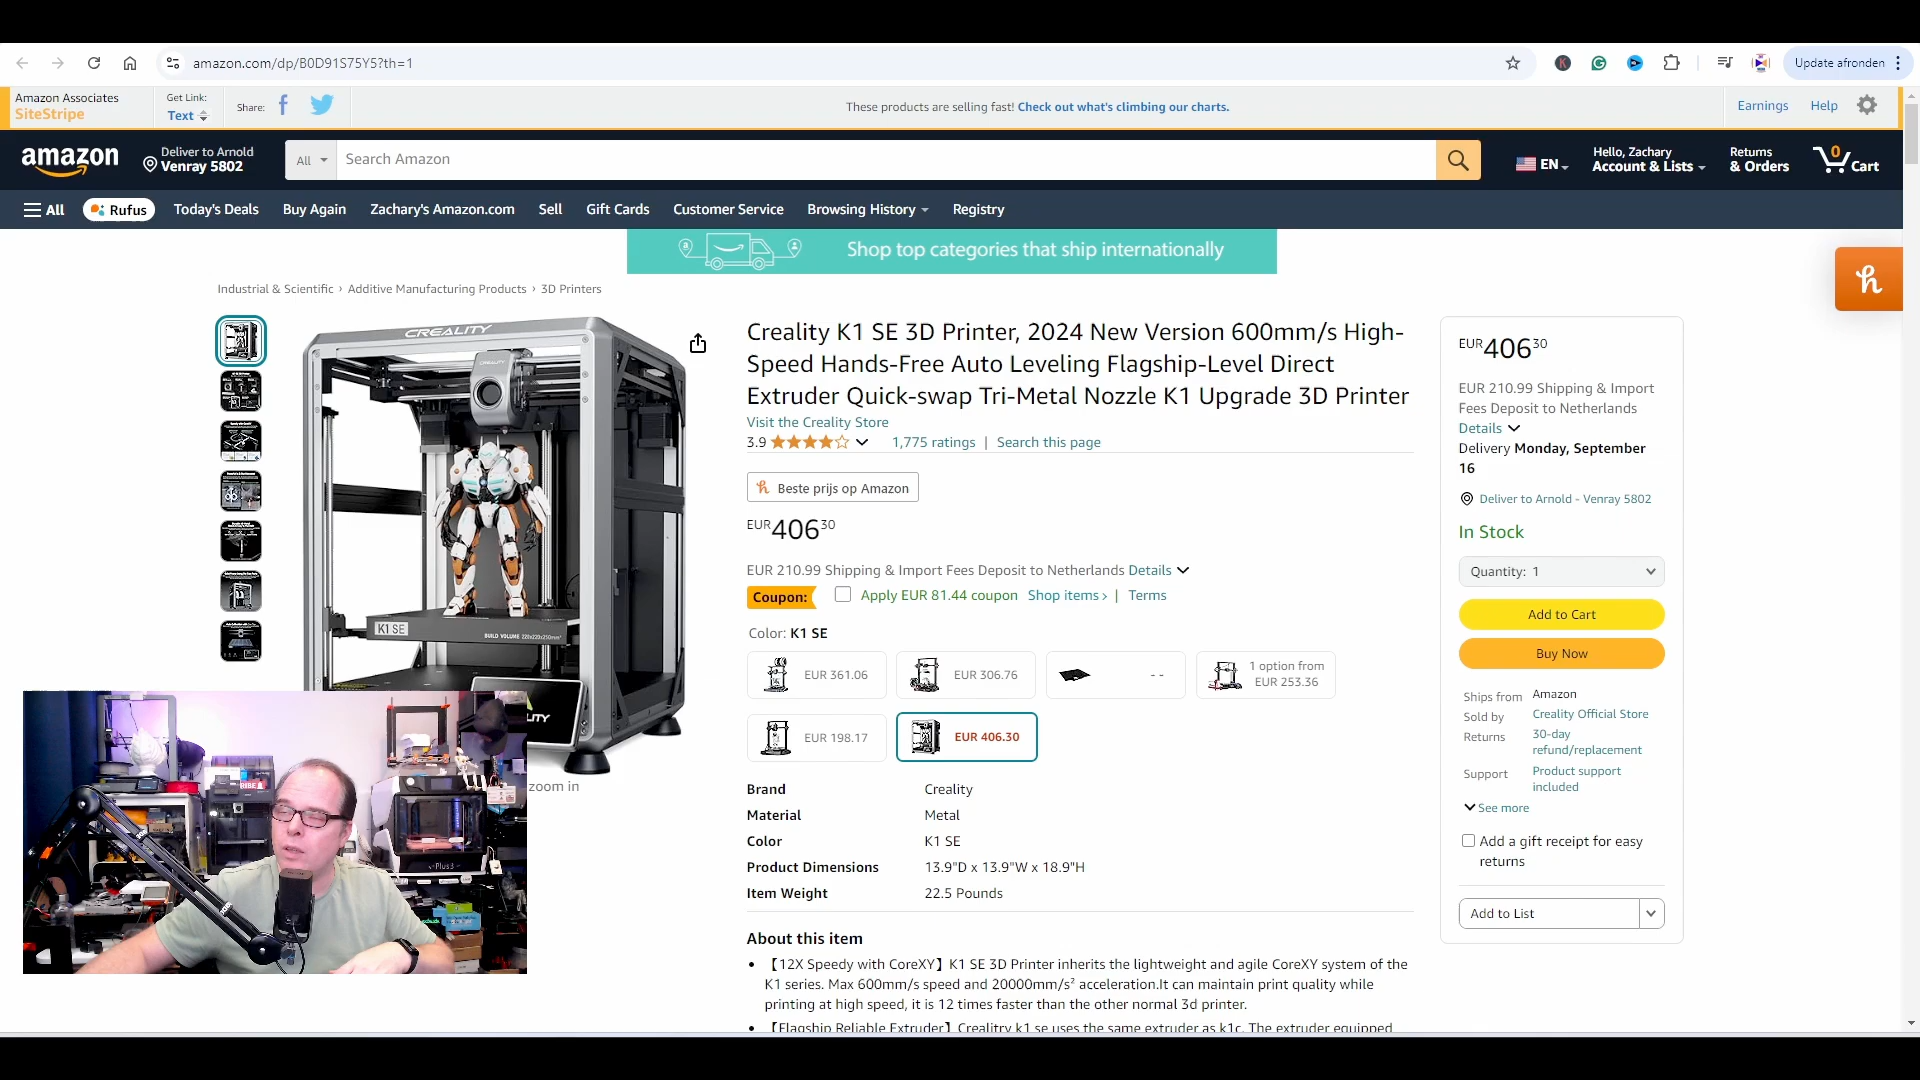 amazon.com/dp/B0D91S75Y5?th=1
Update afronden
Amazon Associates
SiteStripe
Get Link:
Text
Share:
These products are selling fast! Check out what's climbing our charts.
Earnings
Help
amazon
Deliver to Arnold
Venray 5802
All
Search Amazon
EN
Hello, Zachary
Account & Lists
Returns
& Orders
0
Cart
All
Rufus
Today's Deals
Buy Again
Zachary's Amazon.com
Sell
Gift Cards
Customer Service
Browsing History
Registry
Shop top categories that ship internationally
Industrial & Scientific › Additive Manufacturing Products › 3D Printers
CREALITY
K1 SE
BUILD VOLUME 220x220x250mm³
zoom in
Creality K1 SE 3D Printer, 2024 New Version 600mm/s High-
Speed Hands-Free Auto Leveling Flagship-Level Direct
Extruder Quick-swap Tri-Metal Nozzle K1 Upgrade 3D Printer
Visit the Creality Store
3.9
1,775 ratings | Search this page
Beste prijs op Amazon
EUR40630
EUR 210.99 Shipping & Import Fees Deposit to Netherlands Details
Coupon: Apply EUR 81.44 coupon Shop items › | Terms
Color: K1 SE
EUR 361.06
EUR 306.76
- -
1 option from
EUR 253.36
EUR 198.17
EUR 406.30
Brand Creality
Material Metal
Color K1 SE
Product Dimensions 13.9"D x 13.9"W x 18.9"H
Item Weight 22.5 Pounds
About this item
• 【12X Speedy with CoreXY】K1 SE 3D Printer inherits the lightweight and agile CoreXY system of the
K1 series. Max 600mm/s speed and 20000mm/s² acceleration.It can maintain print quality while
printing at high speed, it is 12 times faster than the other normal 3d printer.
• 【Flagship Reliable Extruder】Crealitry k1 se uses the same extruder as k1c. The extruder equipped
EUR40630
EUR 210.99 Shipping & Import
Fees Deposit to Netherlands
Details
Delivery Monday, September
16
Deliver to Arnold - Venray 5802
In Stock
Quantity: 1
Add to Cart
Buy Now
Ships from Amazon
Sold by Creality Official Store
Returns 30-day
refund/replacement
Support Product support
included
See more
Add a gift receipt for easy
returns
Add to List